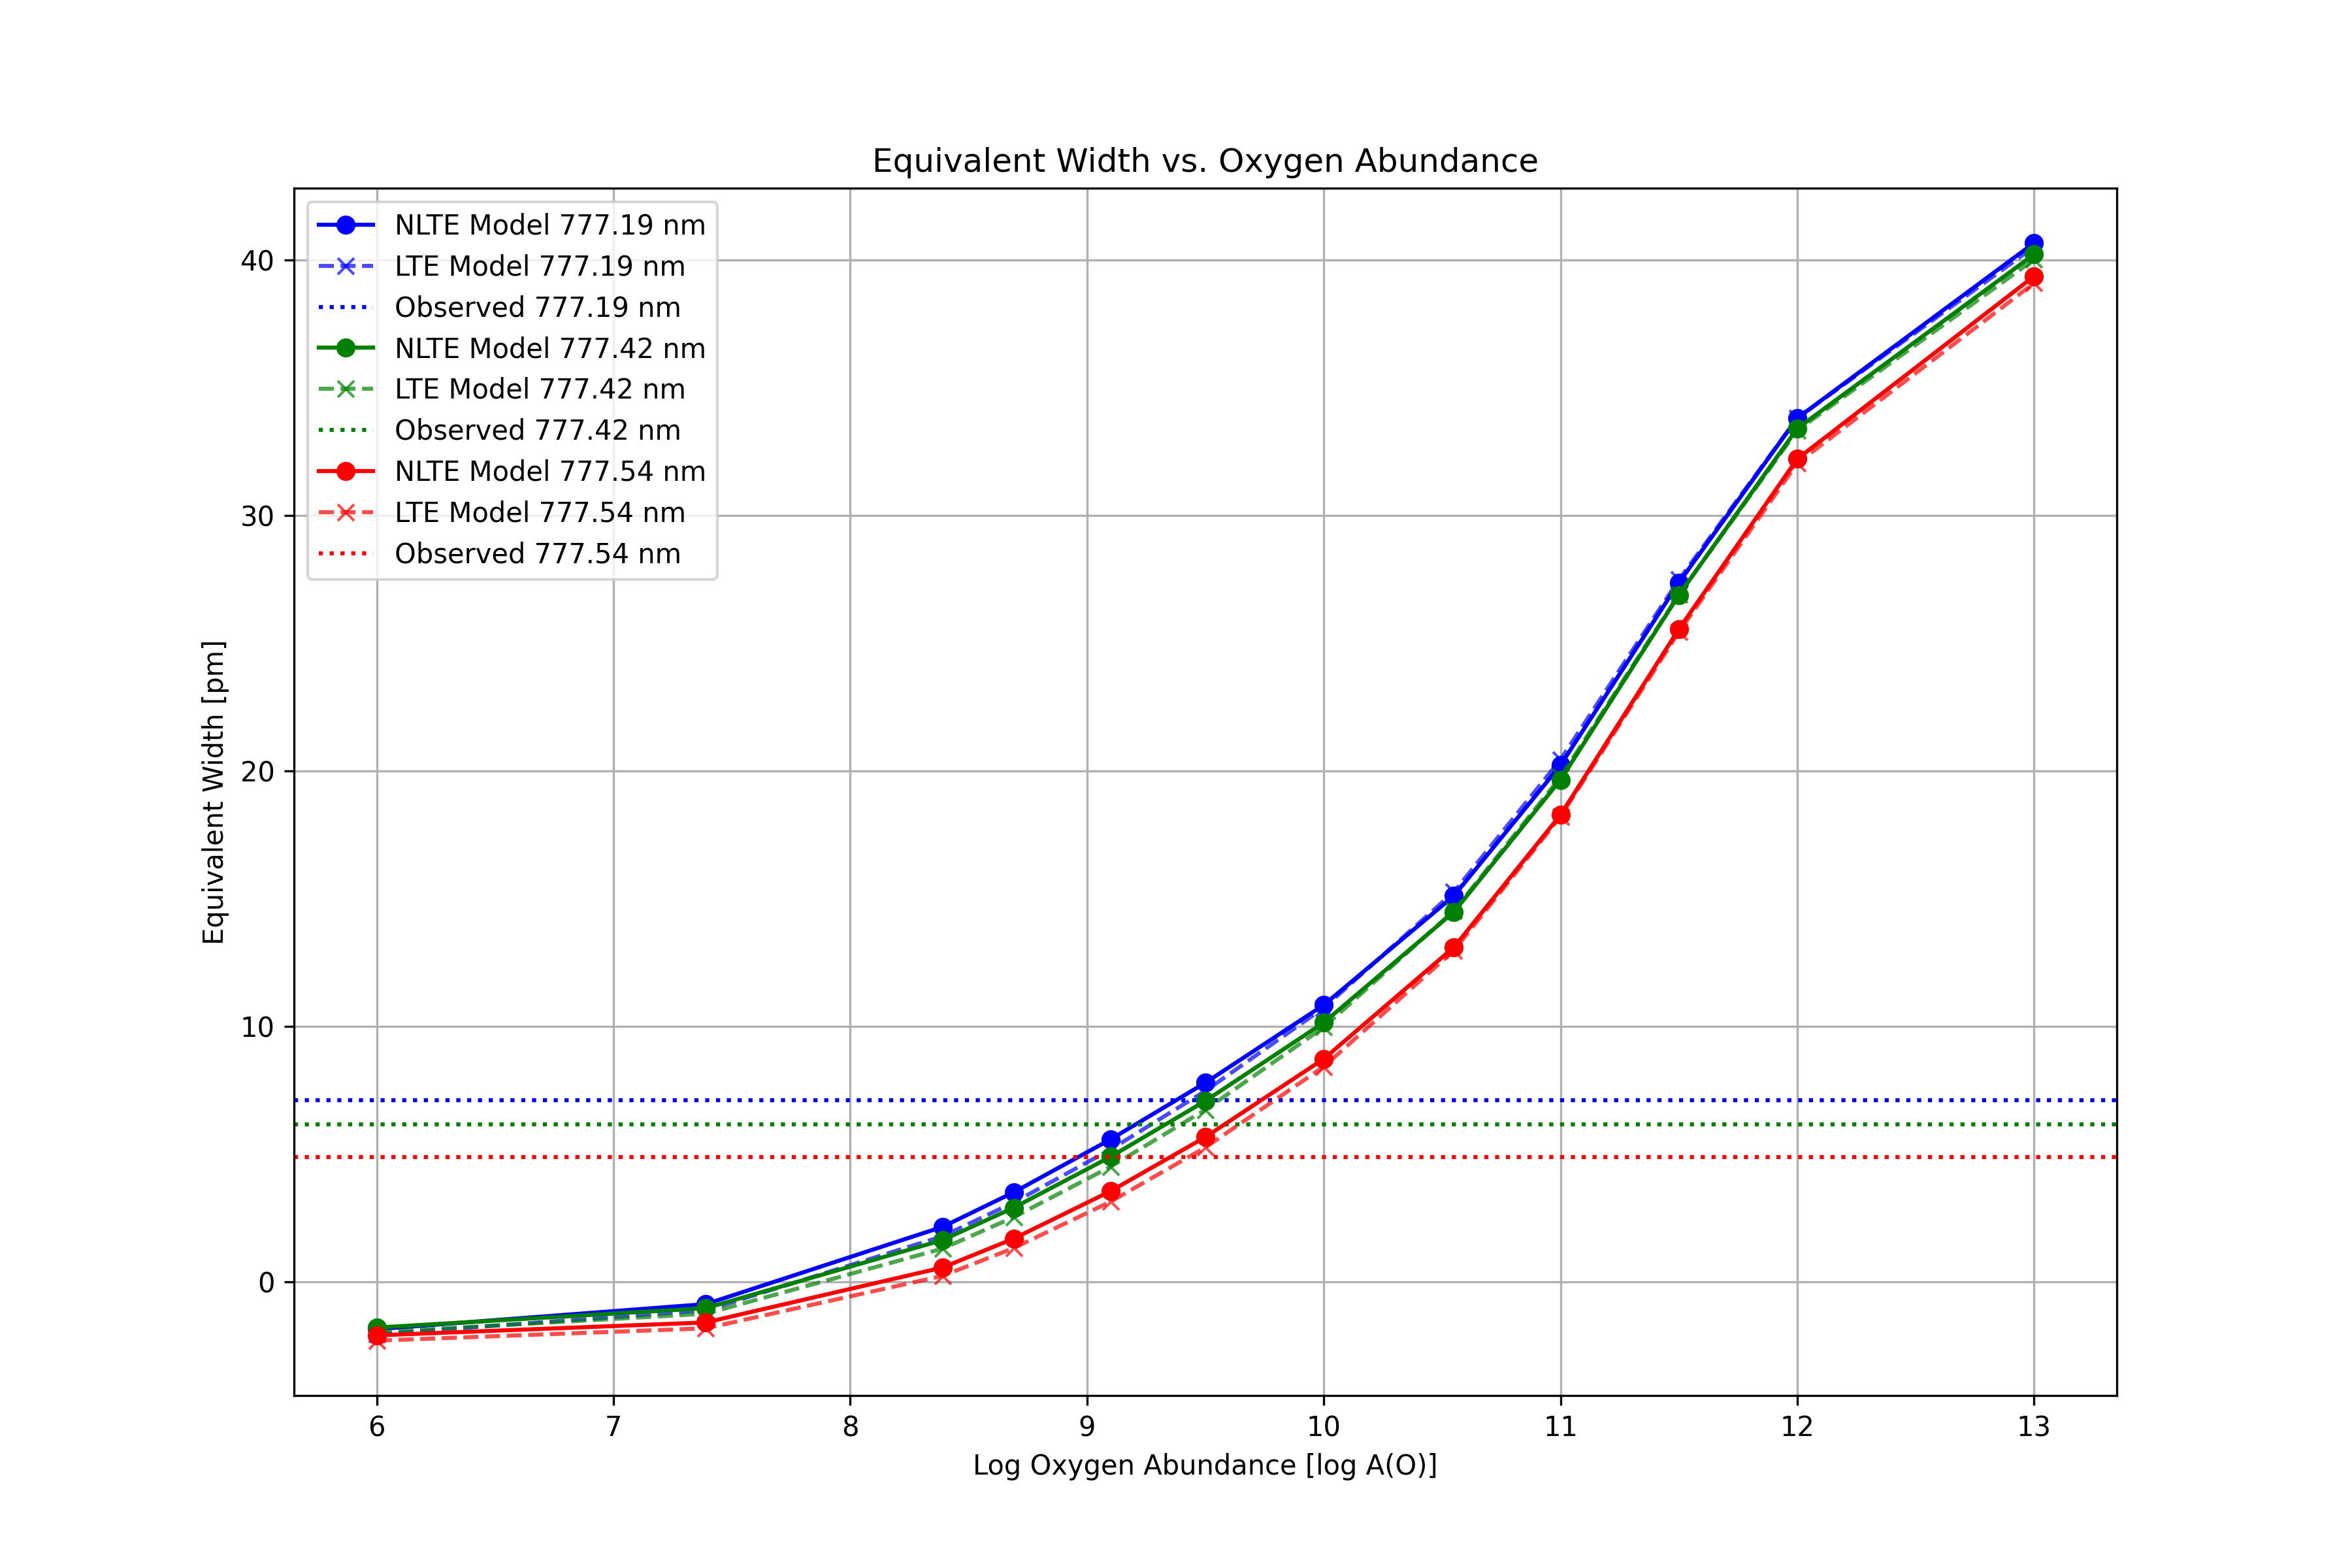 Equivalent Width vs. Oxygen Abundance
NLTE Model 777.19 nm
LTE Model 777.19 nm
Observed 777.19 nm
NLTE Model 777.42 nm
LTE Model 777.42 nm
Observed 777.42 nm
NLTE Model 777.54 nm
LTE Model 777.54 nm
Observed 777.54 nm
40
30
20
10
0
Equivalent Width [pm]
6 7 8 9 10 11 12 13
Log Oxygen Abundance [log A(O)]